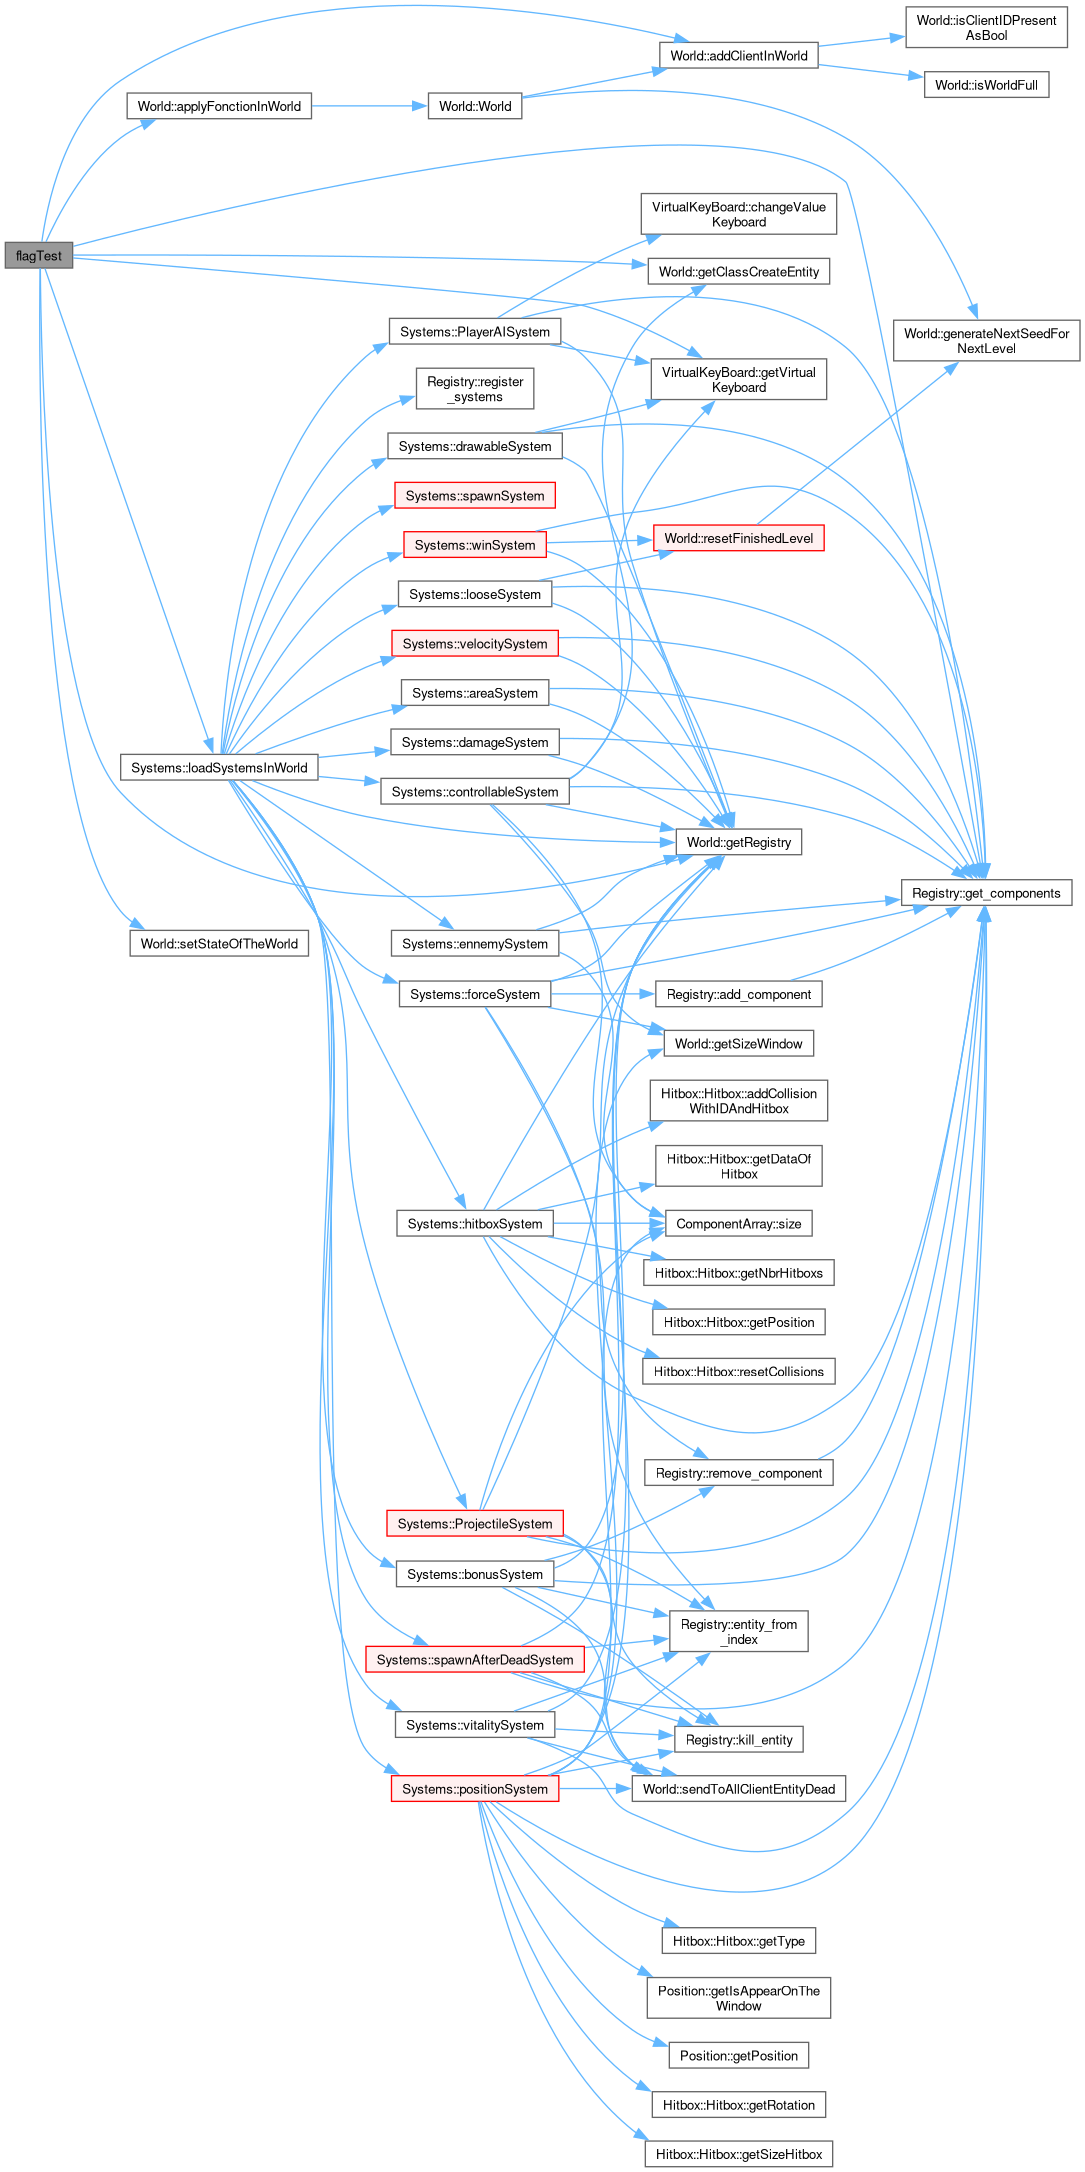 World::isClientIDPresent
AsBool
World::addClientInWorld
World::isWorldFull
World::applyFonctionInWorld
World::World
VirtualKeyBoard::changeValue
Keyboard
flagTest
World::getClassCreateEntity
Systems::PlayerAISystem
World::generateNextSeedFor
NextLevel
VirtualKeyBoard::getVirtual
Keyboard
Registry::register
_systems
Systems::drawableSystem
Systems::spawnSystem
Systems::winSystem
World::resetFinishedLevel
Systems::looseSystem
Systems::velocitySystem
Systems::areaSystem
Systems::damageSystem
Systems::loadSystemsInWorld
Systems::controllableSystem
World::getRegistry
Registry::get_components
World::setStateOfTheWorld
Systems::ennemySystem
Systems::forceSystem
Registry::add_component
World::getSizeWindow
Hitbox::Hitbox::addCollision
WithIDAndHitbox
Hitbox::Hitbox::getDataOf
Hitbox
Systems::hitboxSystem
ComponentArray::size
Hitbox::Hitbox::getNbrHitboxs
Hitbox::Hitbox::getPosition
Hitbox::Hitbox::resetCollisions
Registry::remove_component
Systems::ProjectileSystem
Systems::bonusSystem
Registry::entity_from
_index
Systems::spawnAfterDeadSystem
Systems::vitalitySystem
Registry::kill_entity
Systems::positionSystem
World::sendToAllClientEntityDead
Hitbox::Hitbox::getType
Position::getIsAppearOnThe
Window
Position::getPosition
Hitbox::Hitbox::getRotation
Hitbox::Hitbox::getSizeHitbox